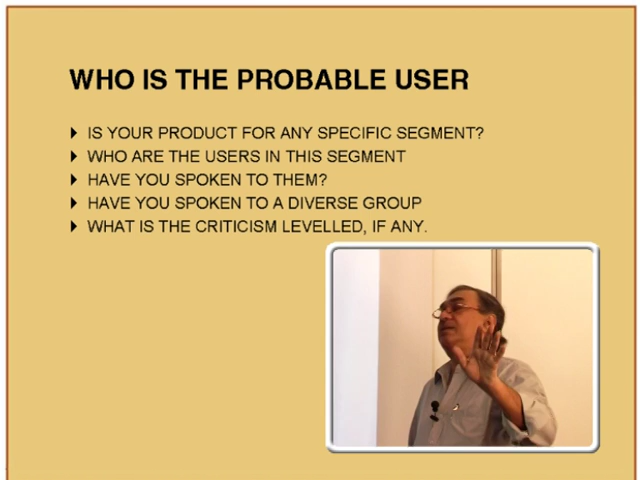 WHO IS THE PROBABLE USER
IS YOUR PRODUCT FOR ANY SPECIFIC SEGMENT?
WHO ARE THE USERS IN THIS SEGMENT
HAVE YOU SPOKEN TO THEM?
HAVE YOU SPOKEN TO A DIVERSE GROUP
WHAT IS THE CRITICISM LEVELLED, IF ANY.